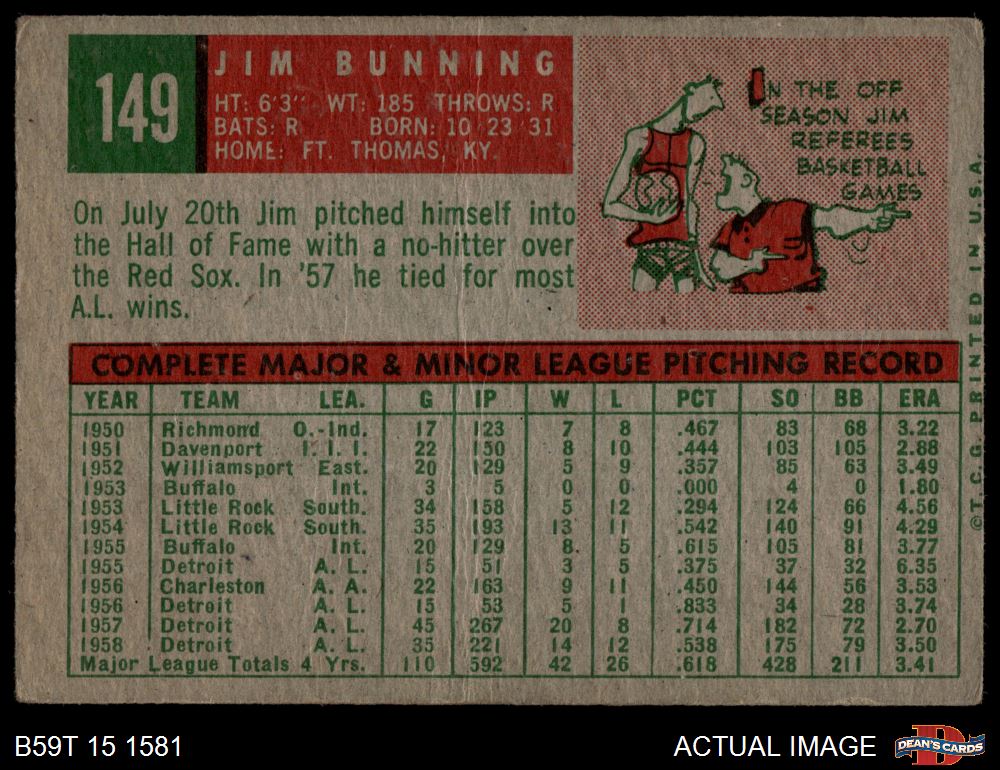 149
JIM BUNNING
HT: 6'3" WT: 185 THROWS: R
BATS: R BORN: 10 23 31
HOME: FT. THOMAS, KY.
IN THE OFF
SEASON JIM
REFEREES
BASKETBALL
GAMES
On July 20th Jim pitched himself into
the Hall of Fame with a no-hitter over
the Red Sox. In '57 he tied for most
A.L. wins.
COMPLETE MAJOR & MINOR LEAGUE PITCHING RECORD
YEAR TEAM LEA. G IP W L PCT SO BB ERA
1950 Richmond O.-Ind. 17 123 7 8 .467 83 68 3.22
1951 Davenport I. I. I. 22 150 8 10 .444 103 105 2.88
1952 Williamsport East. 20 129 5 9 .357 85 63 3.49
1953 Buffalo Int. 3 5 0 0 .000 4 0 1.80
1953 Little Rock South. 34 158 5 12 .294 124 66 4.56
1954 Little Rock South. 35 193 13 11 .542 140 91 4.29
1955 Buffalo Int. 20 129 8 5 .615 105 81 3.77
1955 Detroit A. L. 15 51 3 5 .375 37 32 6.35
1956 Charleston A. A. 22 163 9 11 .450 144 56 3.53
1956 Detroit A. L. 15 53 5 1 .833 34 28 3.74
1957 Detroit A. L. 45 267 20 8 .714 182 72 2.70
1958 Detroit A. L. 35 221 14 12 .538 175 79 3.50
Major League Totals 4 Yrs. 110 592 42 26 .618 428 211 3.41
©T.C.G. PRINTED IN U.S.A.
B59T 15 1581
ACTUAL IMAGE
D
DEAN'S CARDS